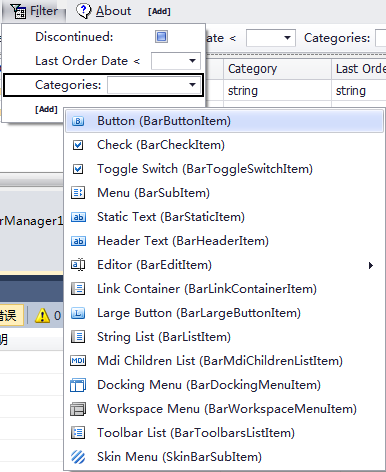 Filter About [Add]
Discontinued:
Last Order Date < ate <
Categories: Category Last Orde
string string
[Add]
Button (BarButtonItem)
Check (BarCheckItem)
Toggle Switch (BarToggleSwitchItem)
Menu (BarSubItem)
rManager1
Static Text (BarStaticItem)
Header Text (BarHeaderItem)
Editor (BarEditItem)
Link Container (BarLinkContainerItem)
错误 0
Large Button (BarLargeButtonItem)
明
String List (BarListItem)
Mdi Children List (BarMdiChildrenListItem)
Docking Menu (BarDockingMenuItem)
Workspace Menu (BarWorkspaceMenuItem)
Toolbar List (BarToolbarsListItem)
Skin Menu (SkinBarSubItem)